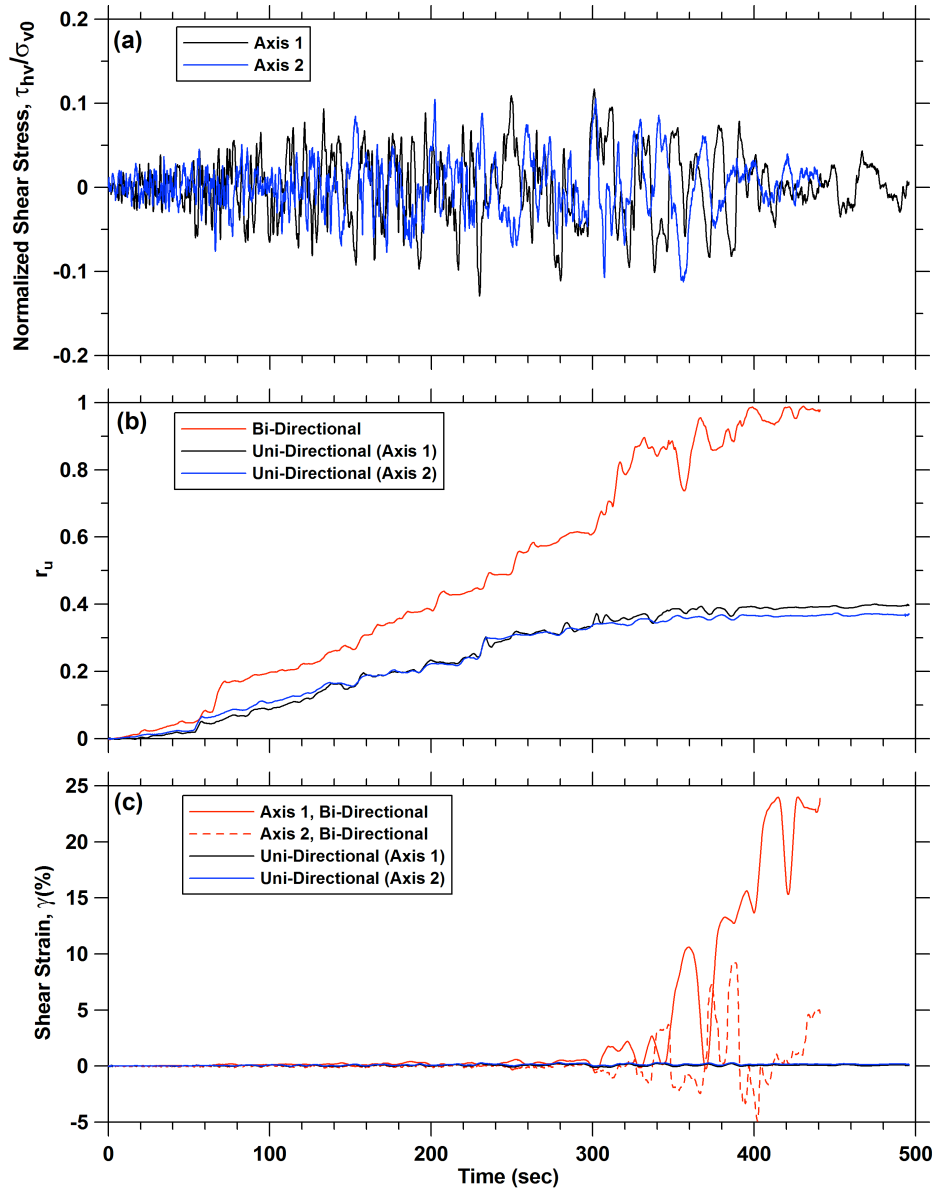 (a)
Axis 1
Axis 2
Normalized Shear Stress, τhv/σv0
0.2
0.1
0
-0.1
-0.2
(b)
Bi-Directional
Uni-Directional (Axis 1)
Uni-Directional (Axis 2)
ru
1
0.8
0.6
0.4
0.2
0
(c)
Axis 1, Bi-Directional
Axis 2, Bi-Directional
Uni-Directional (Axis 1)
Uni-Directional (Axis 2)
Shear Strain, γ(%)
25
20
15
10
5
0
-5
0 100 200 300 400 500
Time (sec)